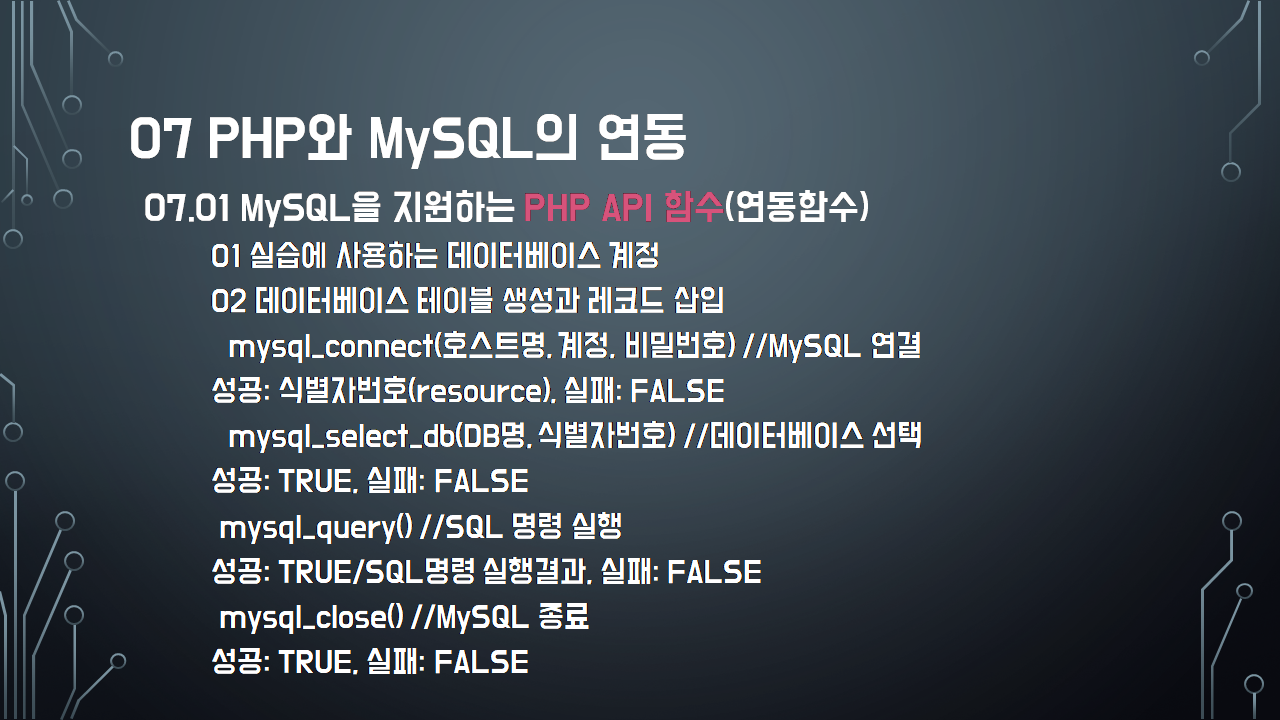 07 PHP와 MySQL의 연동
07.01 MySQL을 지원하는 PHP API 함수(연동함수)
01 실습에 사용하는 데이터베이스 계정
02 데이터베이스 테이블 생성과 레코드 삽입
mysql_connect(호스트명, 계정, 비밀번호) //MySQL 연결
성공: 식별자번호(resource), 실패: FALSE
mysql_select_db(DB명, 식별자번호) //데이터베이스 선택
성공: TRUE, 실패: FALSE
mysql_query() //SQL 명령 실행
성공: TRUE/SQL명령 실행결과, 실패: FALSE
mysql_close() //MySQL 종료
성공: TRUE, 실패: FALSE